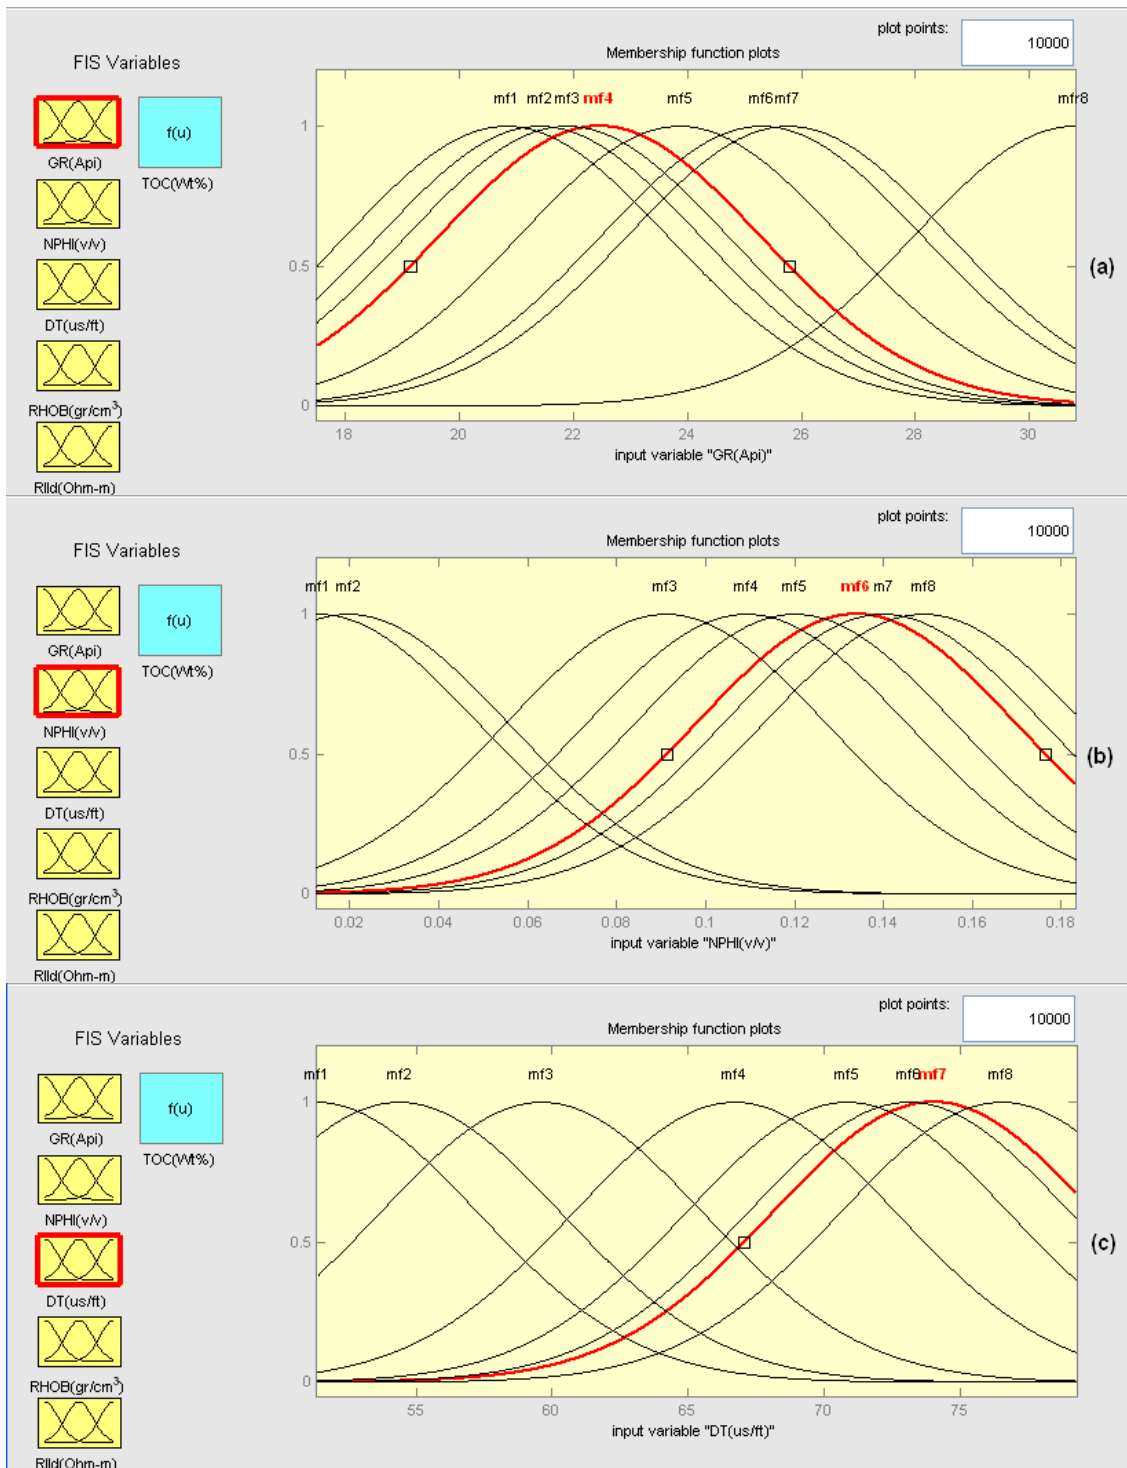 plot points:
10000
FIS Variables
Membership function plots
mf1 mf2 mf3 mf4 mf5 mf6 mf7 mfr8
f(u)
GR(Api)
TOC(Wt%)
NPHI(v/v)
DT(us/ft)
RHOB(gr/cm³)
Rlld(Ohm-m)
1
0.5
0
18 20 22 24 26 28 30
input variable "GR(Api)"
(a)
plot points:
10000
FIS Variables
Membership function plots
mf1 mf2 mf3 mf4 mf5 mf6 m7 mf8
f(u)
GR(Api)
TOC(Wt%)
NPHI(v/v)
DT(us/ft)
RHOB(gr/cm³)
Rlld(Ohm-m)
1
0.5
0
0.02 0.04 0.06 0.08 0.1 0.12 0.14 0.16 0.18
input variable "NPHI(v/v)"
(b)
plot points:
10000
FIS Variables
Membership function plots
mf1 mf2 mf3 mf4 mf5 mf6 mf7 mf8
f(u)
GR(Api)
TOC(Wt%)
NPHI(v/v)
DT(us/ft)
RHOB(gr/cm³)
Rlld(Ohm-m)
1
0.5
0
55 60 65 70 75
input variable "DT(us/ft)"
(c)